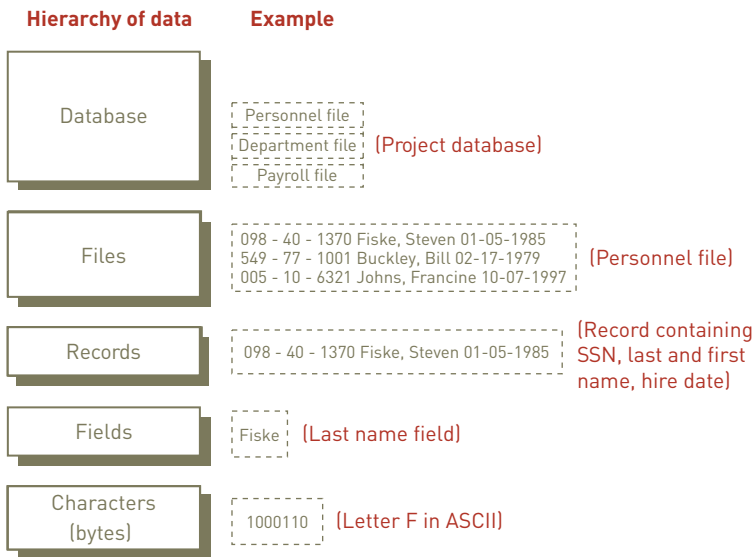 Hierarchy of data
Example
Database
Personnel file
Department file
Payroll file
(Project database)
Files
098 - 40 - 1370 Fiske, Steven 01-05-1985
549 - 77 - 1001 Buckley, Bill 02-17-1979
005 - 10 - 6321 Johns, Francine 10-07-1997
(Personnel file)
Records
098 - 40 - 1370 Fiske, Steven 01-05-1985
(Record containing
SSN, last and first
name, hire date)
Fields
Fiske
(Last name field)
Characters
(bytes)
1000110
(Letter F in ASCII)